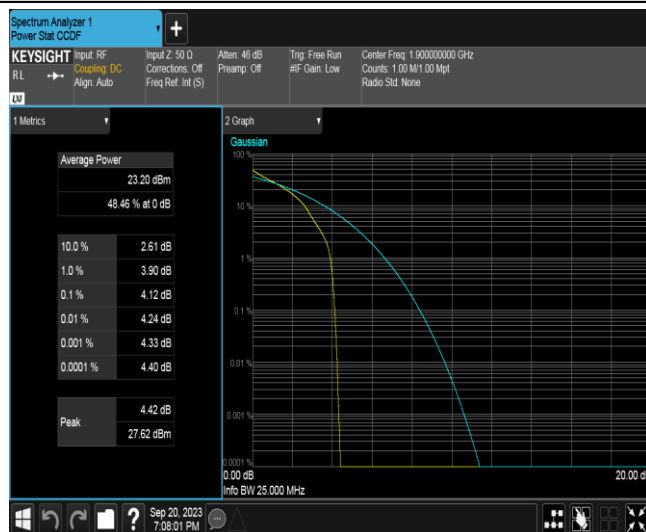 Spectrum Analyzer 1
Power Stat CCDF
+
KEYSIGHT
RL
LXI
Input: RF
Coupling: DC
Align: Auto
Input Z: 50 Ω
Corrections: Off
Freq Ref: Int (S)
Atten: 46 dB
Preamp: Off
Trig: Free Run
#IF Gain: Low
Center Freq: 1.900000000 GHz
Counts: 1.00 M/1.00 Mpt
Radio Std: None
1 Metrics
Average Power
23.20 dBm
48.46 % at 0 dB
10.0 % 2.61 dB
1.0 % 3.90 dB
0.1 % 4.12 dB
0.01 % 4.24 dB
0.001 % 4.33 dB
0.0001 % 4.40 dB
Peak
4.42 dB
27.62 dBm
2 Graph
Gaussian
100 %
10 %
1 %
0.1 %
0.01 %
0.001 %
0.0001 %
0.00 dB
20.00 d
Info BW 25.000 MHz
?
Sep 20, 2023
7:08:01 PM